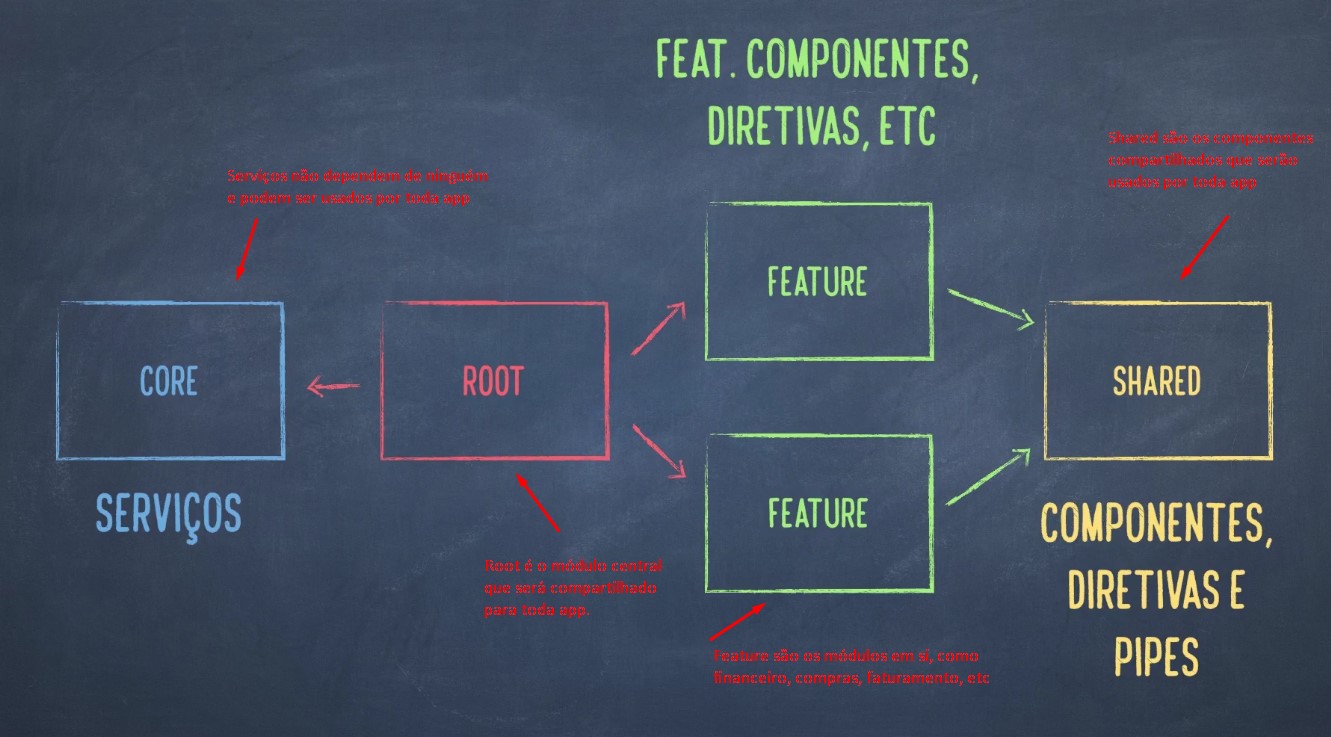 FEAT. COMPONENTES,
DIRETIVAS, ETC
Shared são os componentes
compartilhados que serão
usados por toda app
Serviços não dependem de ninguém
e podem ser usados por toda app
FEATURE
CORE
ROOT
SHARED
SERVIÇOS
FEATURE
COMPONENTES,
DIRETIVAS E
PIPES
Root é o módulo central
que será compartilhado
para toda app.
Feature são os módulos em sí, como
financeiro, compras, faturamento, etc